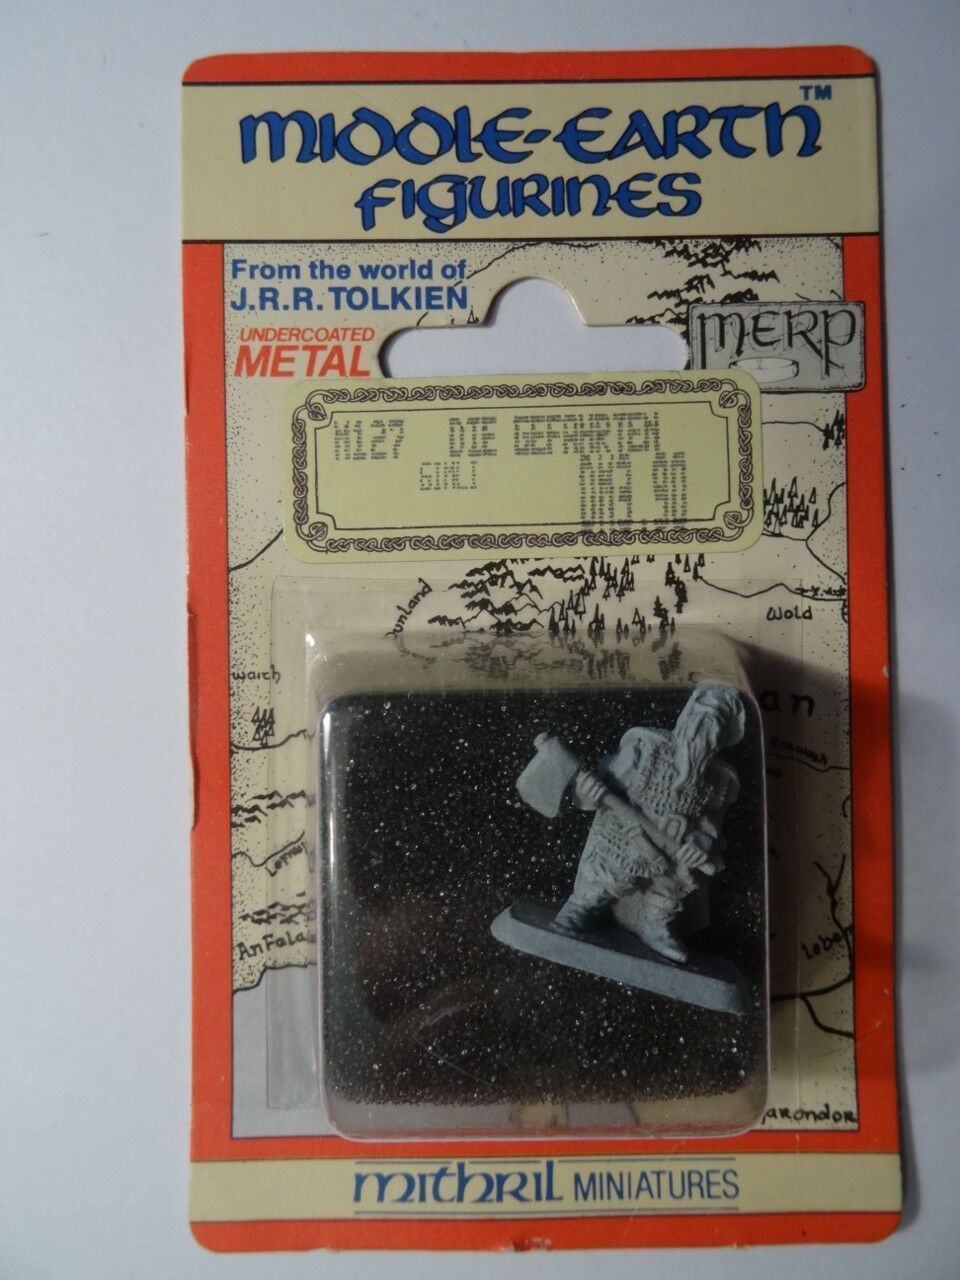 MIDDLE-EARTH™
FIGURINES
From the world of
J.R.R. TOLKIEN
UNDERCOATED
METAL
MERP
M127 DIE GEFAHRTEN
GIMLI
Dunland
Wold
an
AnFala
Lebe
arondor
mithril MINIATURES